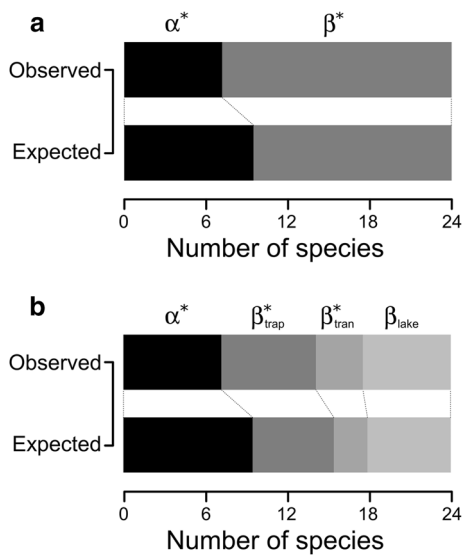 a
α* β*
Observed
Expected
0 6 12 18 24
Number of species
b
α* β*trap β*tran βlake
Observed
Expected
0 6 12 18 24
Number of species